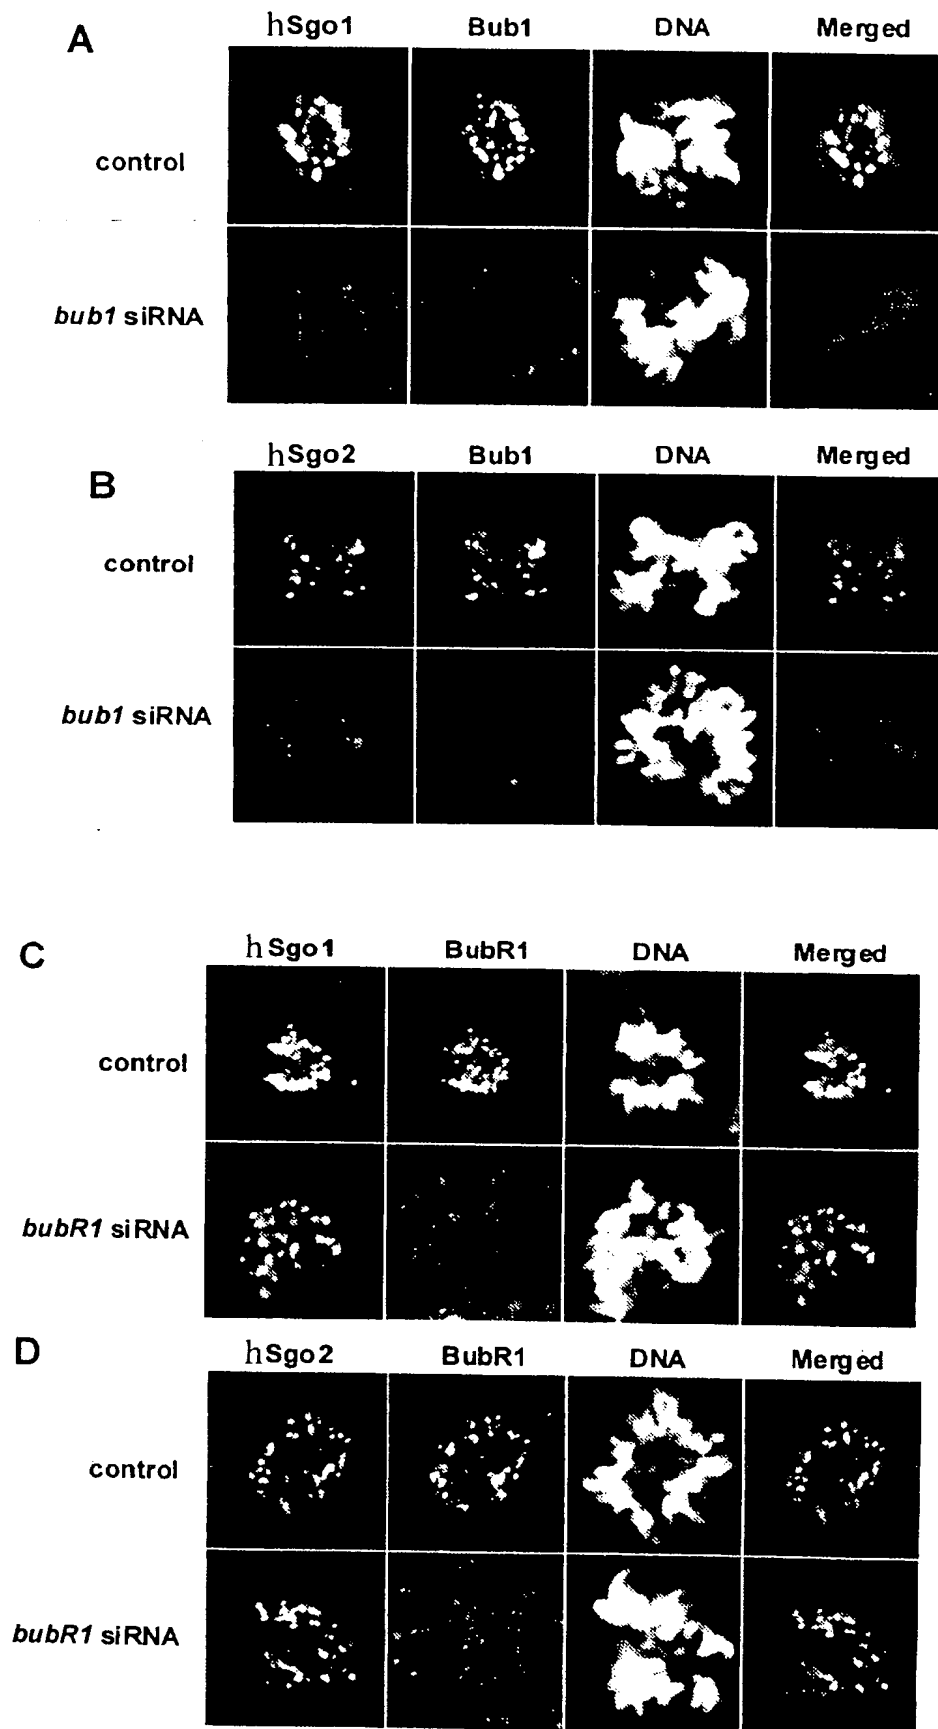 A
hSgo1 Bub1 DNA Merged
control
bub1 siRNA
B
hSgo2 Bub1 DNA Merged
control
bub1 siRNA
C
hSgo1 BubR1 DNA Merged
control
bubR1 siRNA
D
hSgo2 BubR1 DNA Merged
control
bubR1 siRNA